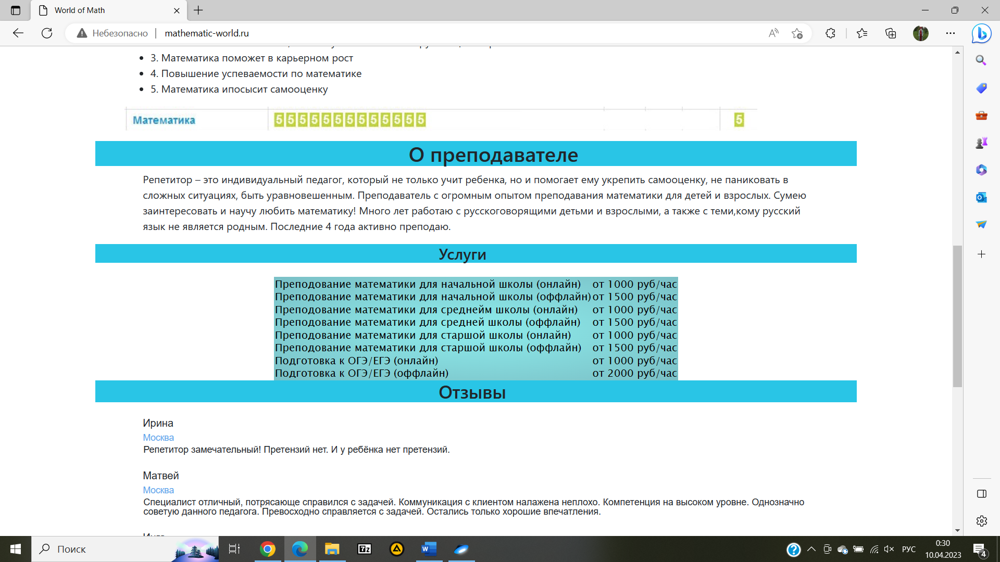 World of Math
Небезопасно
mathematic-world.ru
3. Математика поможет в карьерном рост
4. Повышение успеваемости по математике
5. Математика ипосысит самооценку
Математика 5 5 5 5 5 5 5 5 5 5 5 5 5 5
О преподавателе
Репетитор – это индивидуальный педагог, который не только учит ребенка, но и помогает ему укрепить самооценку, не паниковать в
сложных ситуациях, быть уравновешенным. Преподаватель с огромным опытом преподавания математики для детей и взрослых. Сумею
заинтересовать и научу любить математику! Много лет работаю с русскоговорящими детьми и взрослыми, а также с теми,кому русский
язык не является родным. Последние 4 года активно преподаю.
Услуги
Преподование математики для начальной школы (онлайн) от 1000 руб/час
Преподование математики для начальной школы (оффлайн) от 1500 руб/час
Преподование математики для среднейм школы (онлайн) от 1000 руб/час
Преподование математики для средней школы (оффлайн) от 1500 руб/час
Преподование математики для старшой школы (онлайн) от 1000 руб/час
Преподование математики для старшой школы (оффлайн) от 1500 руб/час
Подготовка к ОГЭ/ЕГЭ (онлайн) от 1000 руб/час
Подготовка к ОГЭ/ЕГЭ (оффлайн) от 2000 руб/час
Отзывы
Ирина
Москва
Репетитор замечательный! Претензий нет. И у ребёнка нет претензий.
Матвей
Москва
Специалист отличный, потрясающе справился с задачей. Коммуникация с клиентом налажена неплохо. Компетенция на высоком уровне. Однозначно
советую данного педагога. Превосходно справляется с задачей. Остались только хорошие впечатления.
Поиск
РУС
0:30
10.04.2023
4